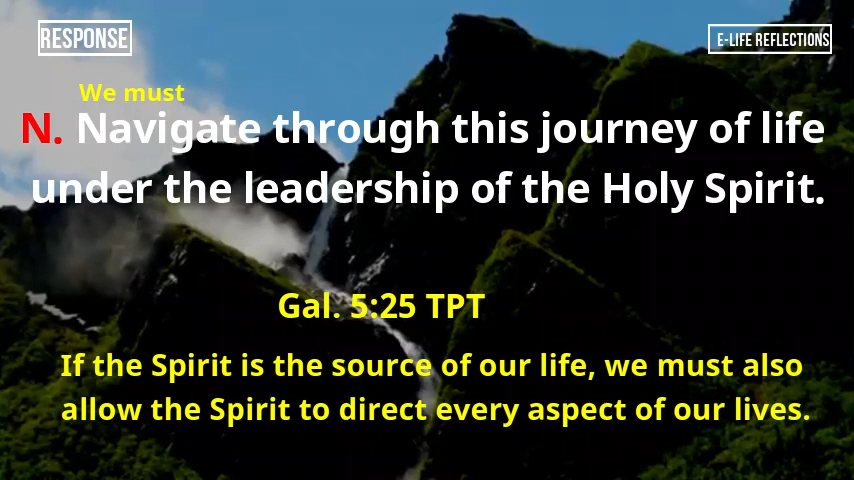 RESPONSE
E-LIFE REFLECTIONS
We must
N. Navigate through this journey of life
under the leadership of the Holy Spirit.
Gal. 5:25 TPT
If the Spirit is the source of our life, we must also
allow the Spirit to direct every aspect of our lives.